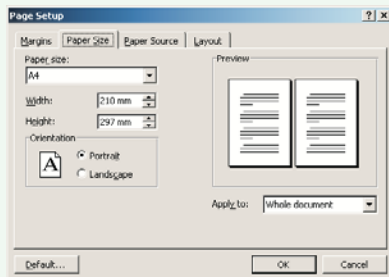 Page Setup
Margins Paper Size Paper Source Layout
Paper size:
A4
Width: 210 mm
Height: 297 mm
Orientation
A
Portrait
Landscape
Preview
Apply to: Whole document
Default... OK Cancel